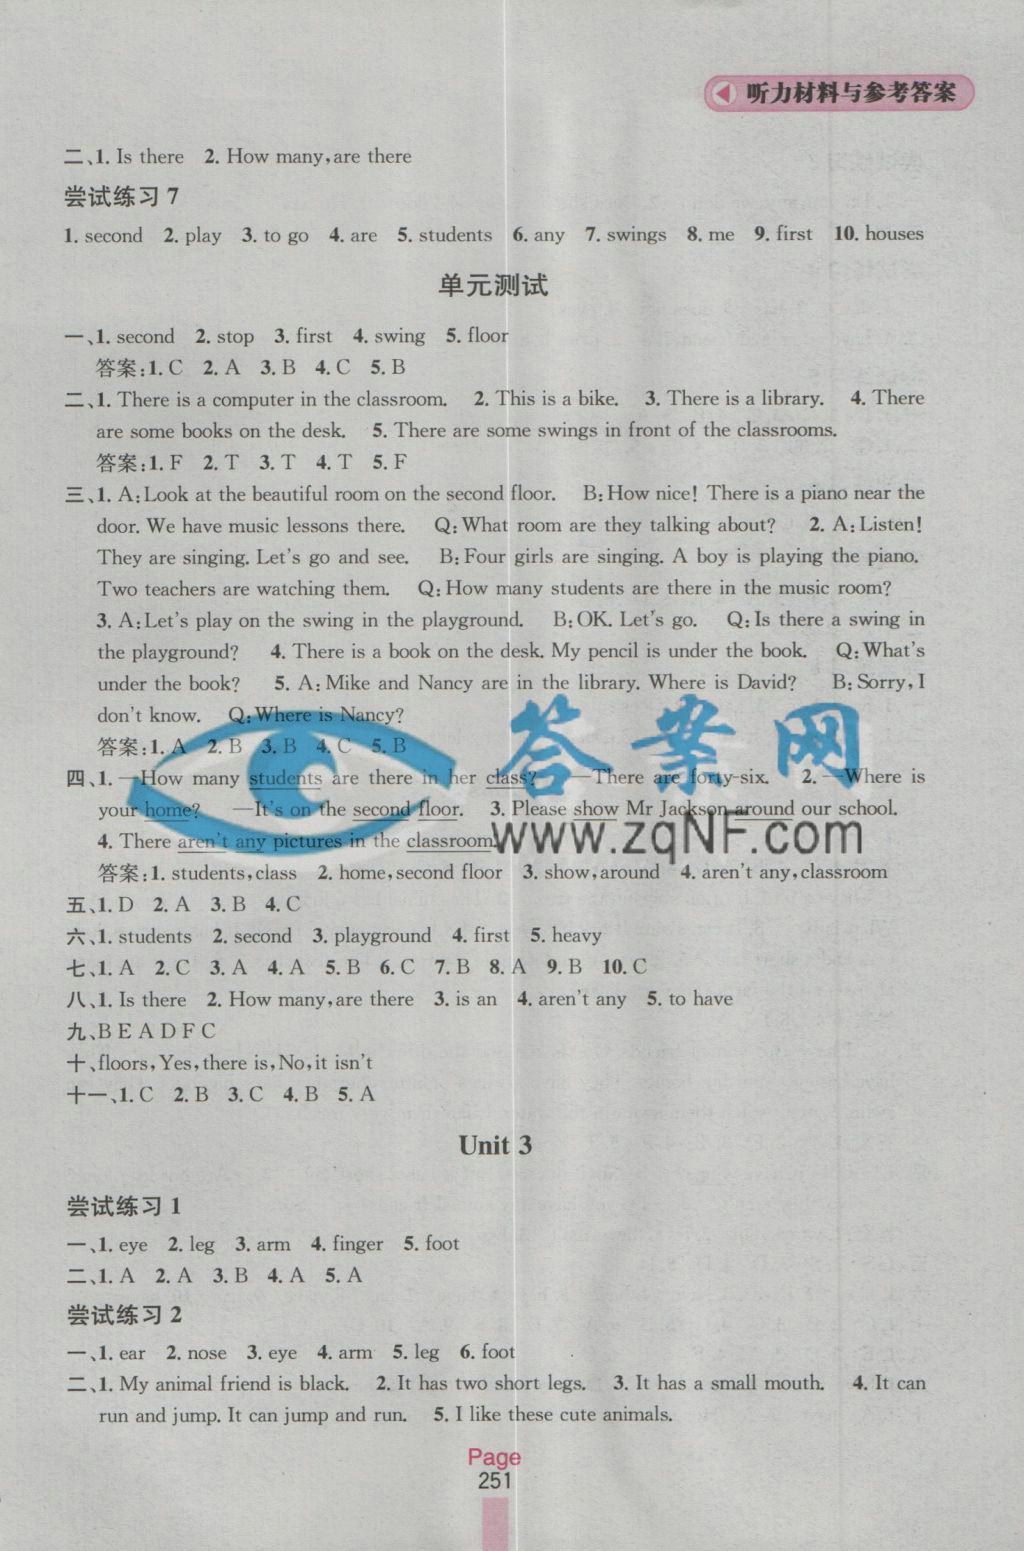 听力材料与参考答案
二、1. Is there 2. How many, are there
尝试练习 7
1. second 2. play 3. to go 4. are 5. students 6. any 7. swings 8. me 9. first 10. houses
单元测试
一、1. second 2. stop 3. first 4. swing 5. floor
答案:1. C 2. A 3. B 4. C 5. B
二、1. There is a computer in the classroom. 2. This is a bike. 3. There is a library. 4. There
are some books on the desk. 5. There are some swings in front of the classrooms.
答案:1. F 2. T 3. T 4. T 5. F
三、1. A: Look at the beautiful room on the second floor. B: How nice! There is a piano near the
door. We have music lessons there. Q: What room are they talking about? 2. A: Listen!
They are singing. Let's go and see. B: Four girls are singing. A boy is playing the piano.
Two teachers are watching them. Q: How many students are there in the music room?
3. A: Let's play on the swing in the playground. B: OK. Let's go. Q: Is there a swing in
the playground? 4. There is a book on the desk. My pencil is under the book. Q: What's
under the book? 5. A: Mike and Nancy are in the library. Where is David? B: Sorry, I
don't know. Q: Where is Nancy?
答案:1. A 2. B 3. B 4. C 5. B
四、1. —How many students are there in her class? —There are forty-six. 2. —Where is
your home? —It's on the second floor. 3. Please show Mr Jackson around our school.
4. There aren't any pictures in the classroom.
答案:1. students, class 2. home, second floor 3. show, around 4. aren't any, classroom
五、1. D 2. A 3. B 4. C
六、1. students 2. second 3. playground 4. first 5. heavy
七、1. A 2. C 3. A 4. A 5. B 6. C 7. B 8. A 9. B 10. C
八、1. Is there 2. How many, are there 3. is an 4. aren't any 5. to have
九、B E A D F C
十、floors, Yes, there is, No, it isn't
十一、1. C 2. B 3. C 4. B 5. A
Unit 3
尝试练习 1
一、1. eye 2. leg 3. arm 4. finger 5. foot
二、1. A 2. A 3. B 4. A 5. A
尝试练习 2
一、1. ear 2. nose 3. eye 4. arm 5. leg 6. foot
二、1. My animal friend is black. 2. It has two short legs. 3. It has a small mouth. 4. It can
run and jump. It can jump and run. 5. I like these cute animals.
Page
251
答案网
www.zqNF.com